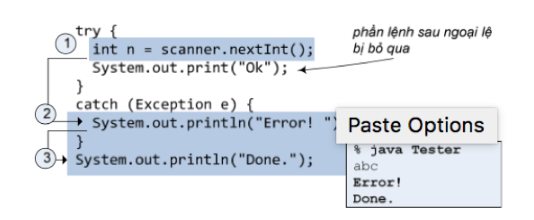 try {
1
int n = scanner.nextInt();
System.out.print("Ok");
phần lệnh sau ngoại lệ
bị bỏ qua
}
catch (Exception e) {
2
System.out.println("Error! ")
}
3
System.out.println("Done.");
Paste Options
% java Tester
abc
Error!
Done.